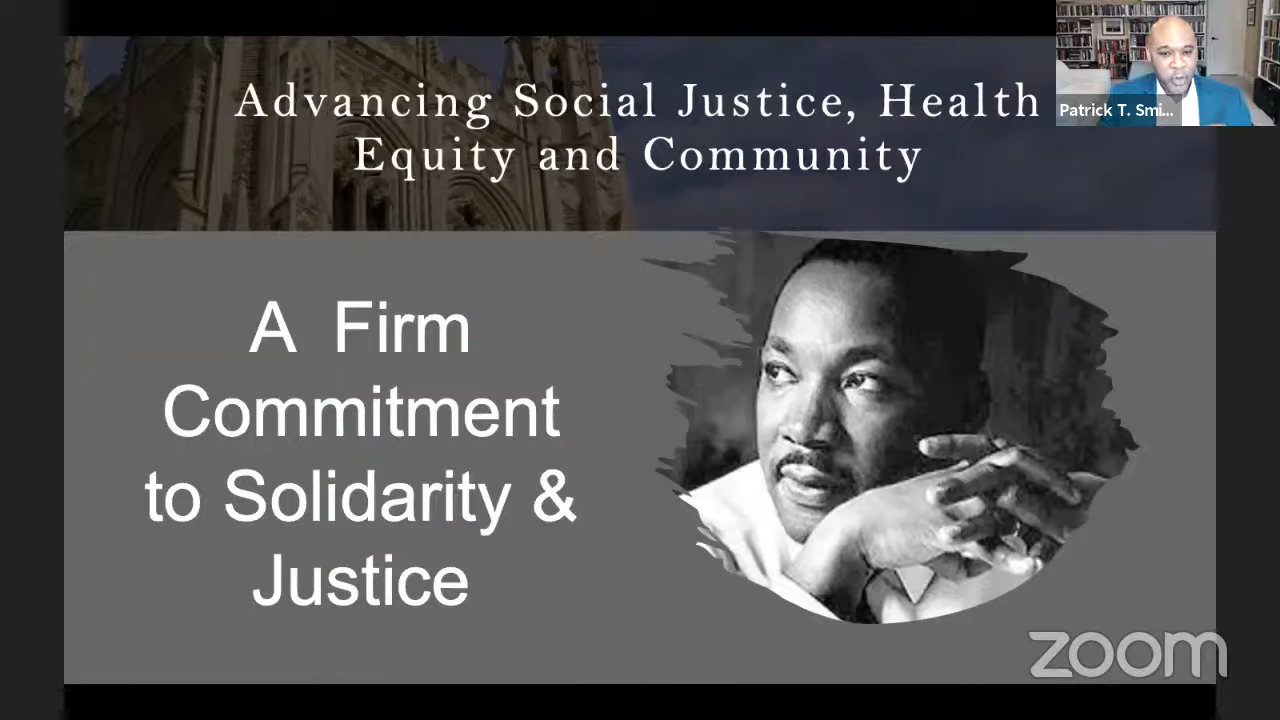 Advancing Social Justice, Health
Equity and Community
Patrick T. Smi...
A Firm
Commitment
to Solidarity &
Justice
zoom